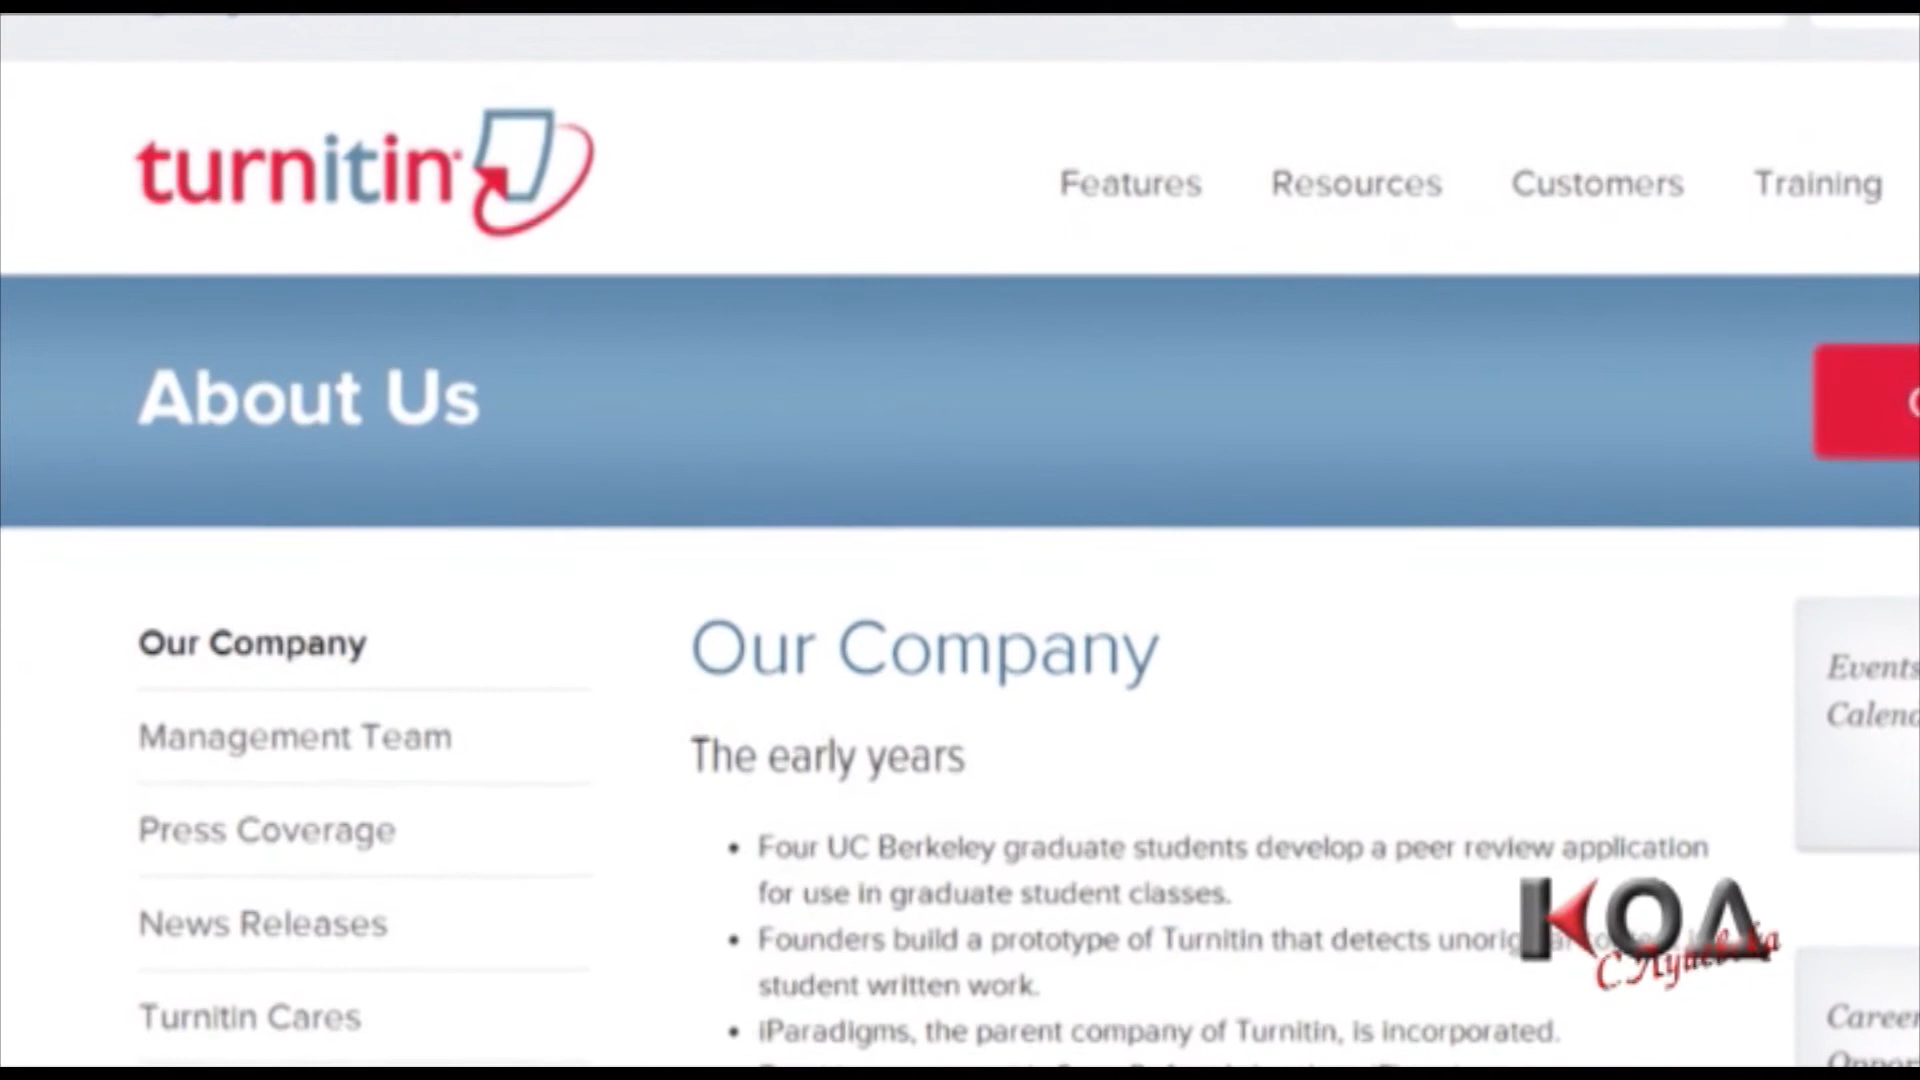 turnitin
Features Resources Customers Training
About Us
Our Company
Management Team
Press Coverage
News Releases
Turnitin Cares
Our Company
The early years
• Four UC Berkeley graduate students develop a peer review application
for use in graduate student classes.
• Founders build a prototype of Turnitin that detects
student written work.
• iParadigms, the parent company of Turnitin, is incorporated.
Events
КОД